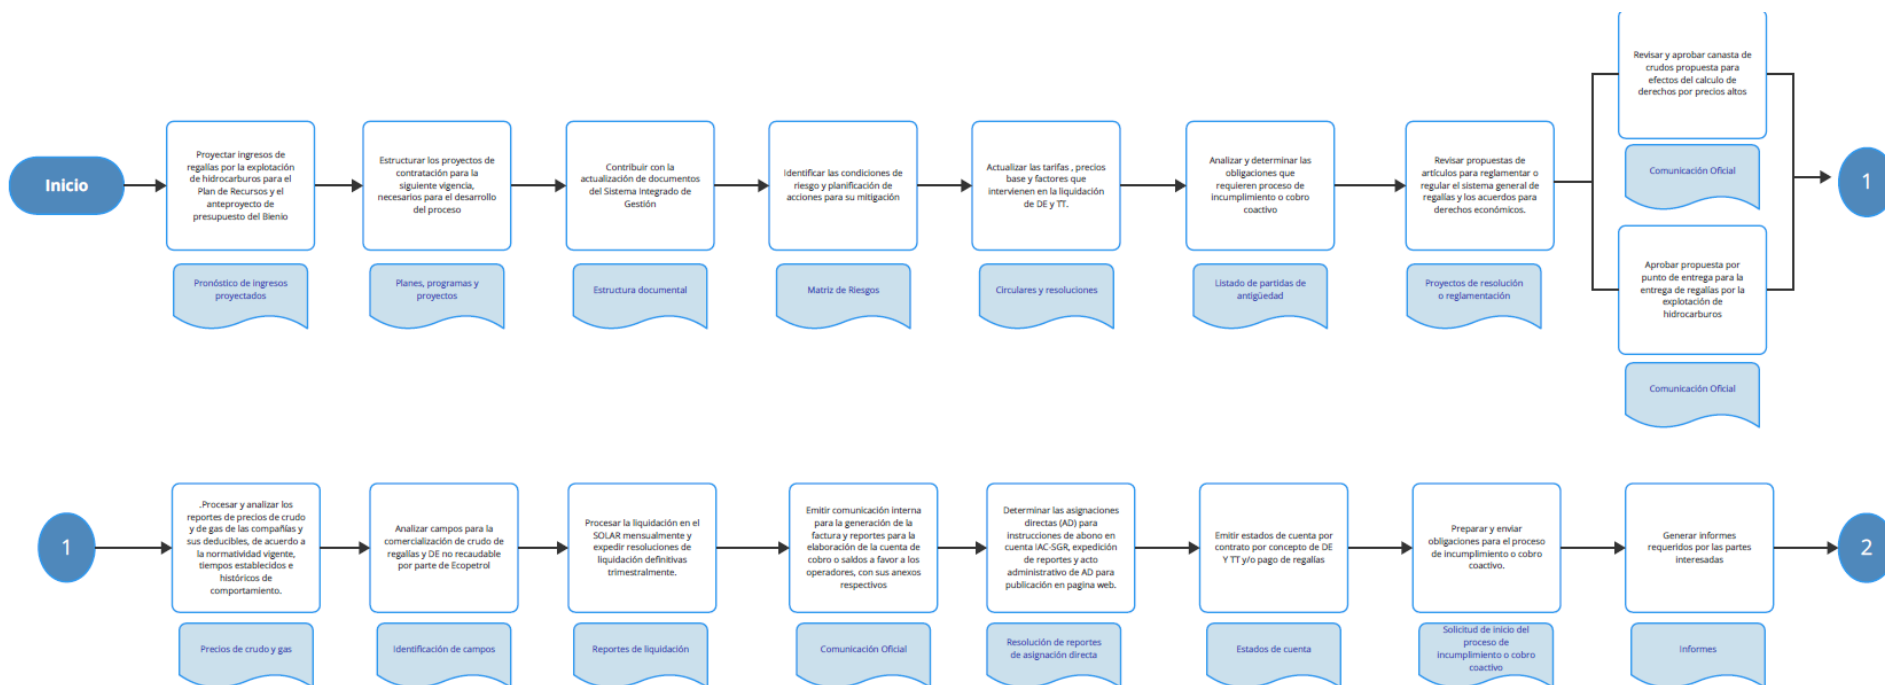 Inicio
Proyectar ingresos de
regalías por la explotación
de hidrocarburos para el
Plan de Recursos y el
anteproyecto de
presupuesto del Bienio
Pronóstico de ingresos
proyectados
Estructurar los proyectos de
contratación para la
siguiente vigencia,
necesarios para el desarrollo
del proceso
Planes, programas y
proyectos
Contribuir con la
actualización de documentos
del Sistema Integrado de
Gestión
Estructura documental
Identificar las condiciones de
riesgo y planificación de
acciones para su mitigación
Matriz de Riesgos
Actualizar las tarifas , precios
base y factores que
intervienen en la liquidación
de DE y TT.
Circulares y resoluciones
Analizar y determinar las
obligaciones que
requieren proceso de
incumplimiento o cobro
coactivo
Listado de partidas de
antigüedad
Revisar propuestas de
artículos para reglamentar o
regular el sistema general de
regalías y los acuerdos para
derechos económicos.
Proyectos de resolución
o reglamentación
Revisar y aprobar canasta de
crudos propuesta para
efectos del calculo de
derechos por precios altos
Comunicación Oficial
Aprobar propuesta por
punto de entrega para la
entrega de regalías por la
explotación de
hidrocarburos
Comunicación Oficial
1
1
.Procesar y analizar los
reportes de precios de crudo
y de gas de las compañías y
sus deducibles, de acuerdo a
la normatividad vigente,
tiempos establecidos e
históricos de
comportamiento.
Precios de crudo y gas
Analizar campos para la
comercialización de crudo de
regalías y DE no recaudable
por parte de Ecopetrol
Identificación de campos
Procesar la liquidación en el
SOLAR mensualmente y
expedir resoluciones de
liquidación definitivas
trimestralmente.
Reportes de liquidación
Emitir comunicación interna
para la generación de la
factura y reportes para la
elaboración de la cuenta de
cobro o saldos a favor a los
operadores, con sus anexos
respectivos
Comunicación Oficial
Determinar las asignaciones
directas (AD) para
instrucciones de abono en
cuenta IAC-SGR, expedición
de reportes y acto
administrativo de AD para
publicación en pagina web.
Resolución de reportes
de asignación directa
Emitir estados de cuenta por
contrato por concepto de DE
Y TT y/o pago de regalías
Estados de cuenta
Preparar y enviar
obligaciones para el proceso
de incumplimiento o cobro
coactivo.
Solicitud de inicio del
proceso de
incumplimiento o cobro
coactivo
Generar informes
requeridos por las partes
interesadas
Informes
2